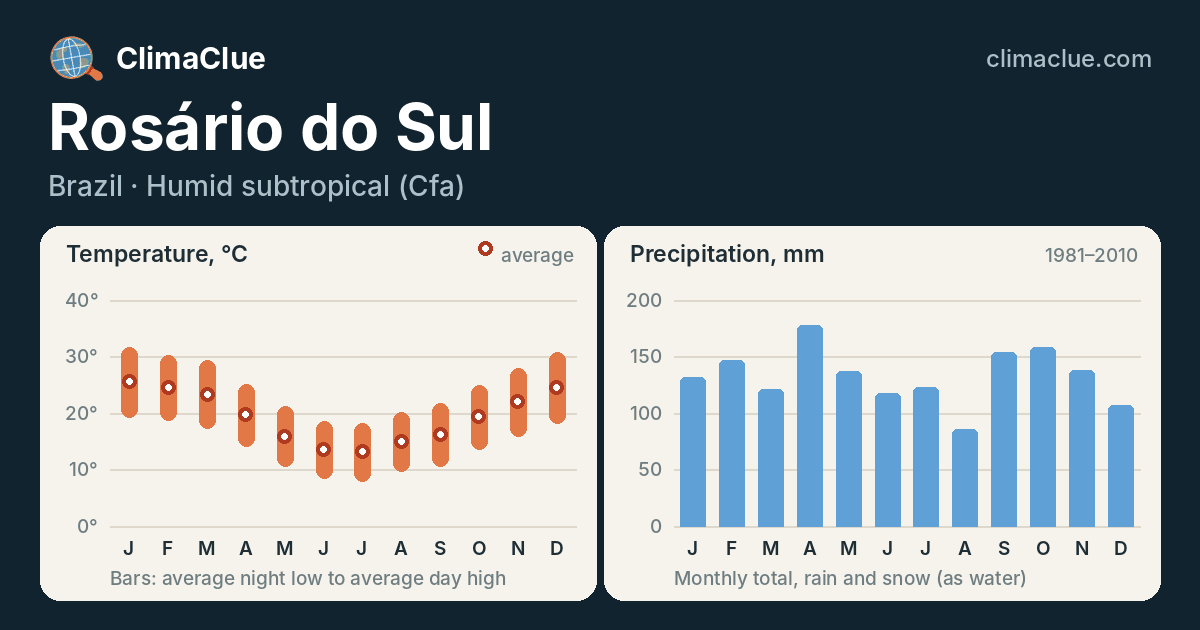 ClimaClue
climaclue.com
Rosário do Sul
Brazil · Humid subtropical (Cfa)
Temperature, °C
average
40°
30°
20°
10°
0°
J F M A M J J A S O N D
Bars: average night low to average day high
Precipitation, mm
1981–2010
200
150
100
50
0
J F M A M J J A S O N D
Monthly total, rain and snow (as water)